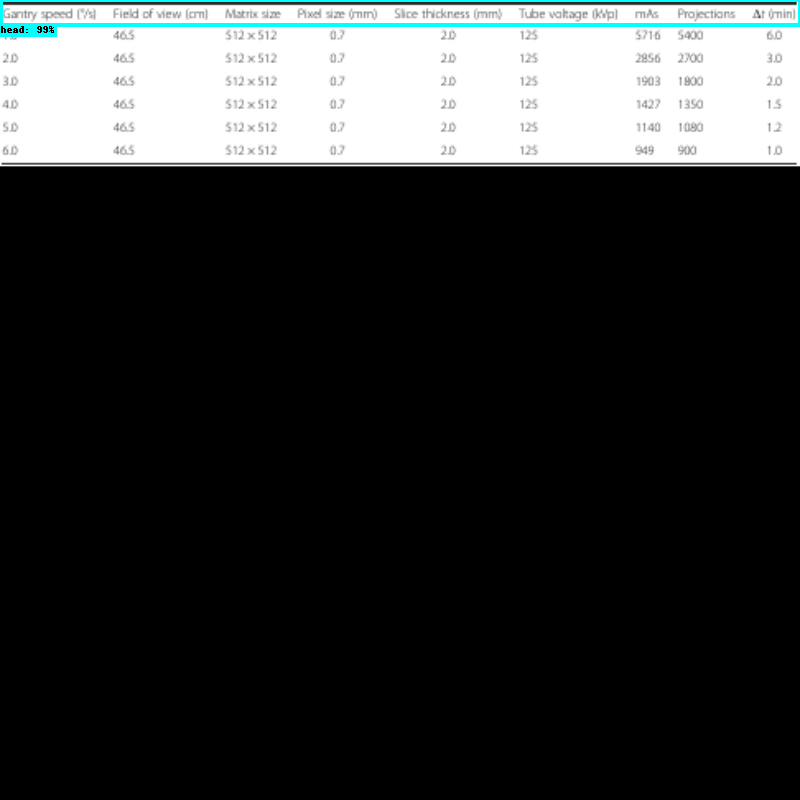 Gantry speed (°/s) Field of view (cm) Matrix size Pixel size (mm) Slice thickness (mm) Tube voltage (kVp) mAs Projections Δt (min)
head: 99%
46.5 512 × 512 0.7 2.0 125 5716 5400 6.0
2.0 46.5 512 × 512 0.7 2.0 125 2856 2700 3.0
3.0 46.5 512 × 512 0.7 2.0 125 1903 1800 2.0
4.0 46.5 512 × 512 0.7 2.0 125 1427 1350 1.5
5.0 46.5 512 × 512 0.7 2.0 125 1140 1080 1.2
6.0 46.5 512 × 512 0.7 2.0 125 949 900 1.0